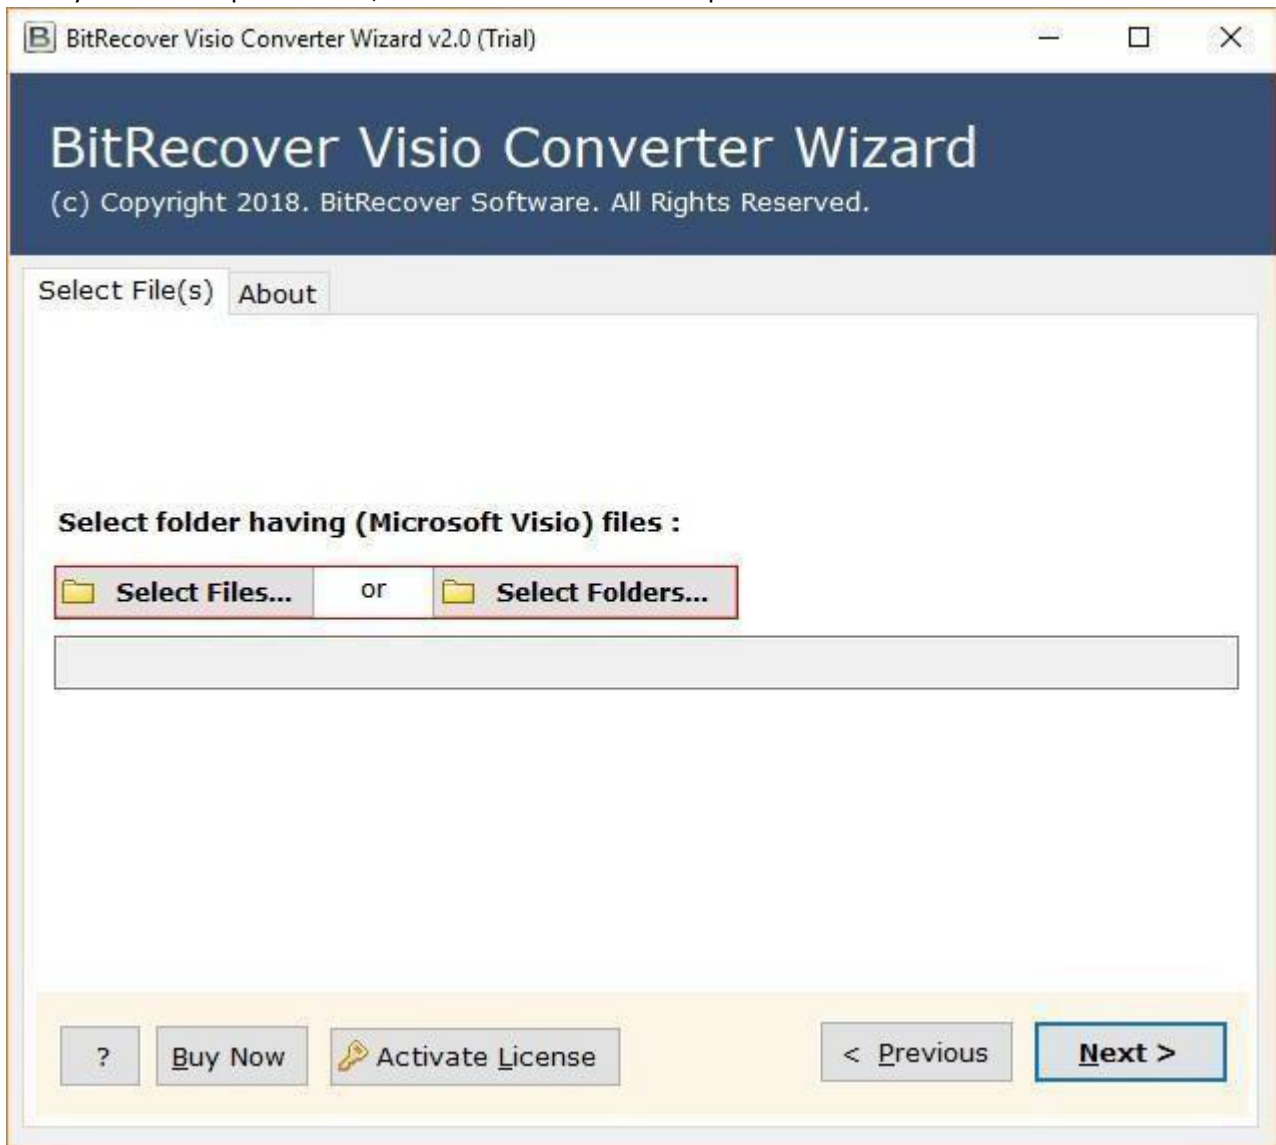 BitRecover Visio Converter Wizard v2.0 (Trial)
BitRecover Visio Converter Wizard
(c) Copyright 2018. BitRecover Software. All Rights Reserved.
Select File(s) About
Select folder having (Microsoft Visio) files :
Select Files... or Select Folders...
? Buy Now Activate License < Previous Next >